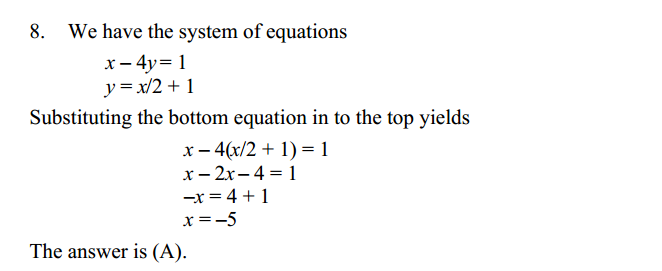 8. We have the system of equations
x – 4y= 1
y = x/2 + 1
Substituting the bottom equation in to the top yields
x – 4(x/2 + 1) = 1
x – 2x – 4 = 1
–x = 4 + 1
x = –5
The answer is (A).